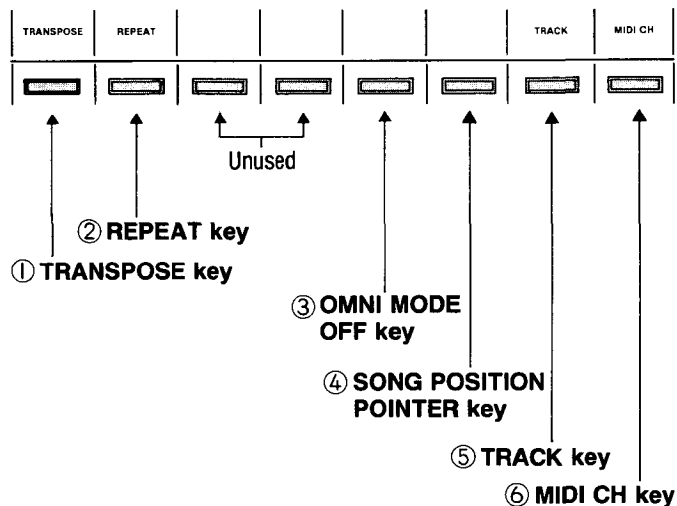 TRANSPOSE REPEAT TRACK MIDI CH
Unused
② REPEAT key
① TRANSPOSE key
③ OMNI MODE
OFF key
④ SONG POSITION
POINTER key
⑤ TRACK key
⑥ MIDI CH key